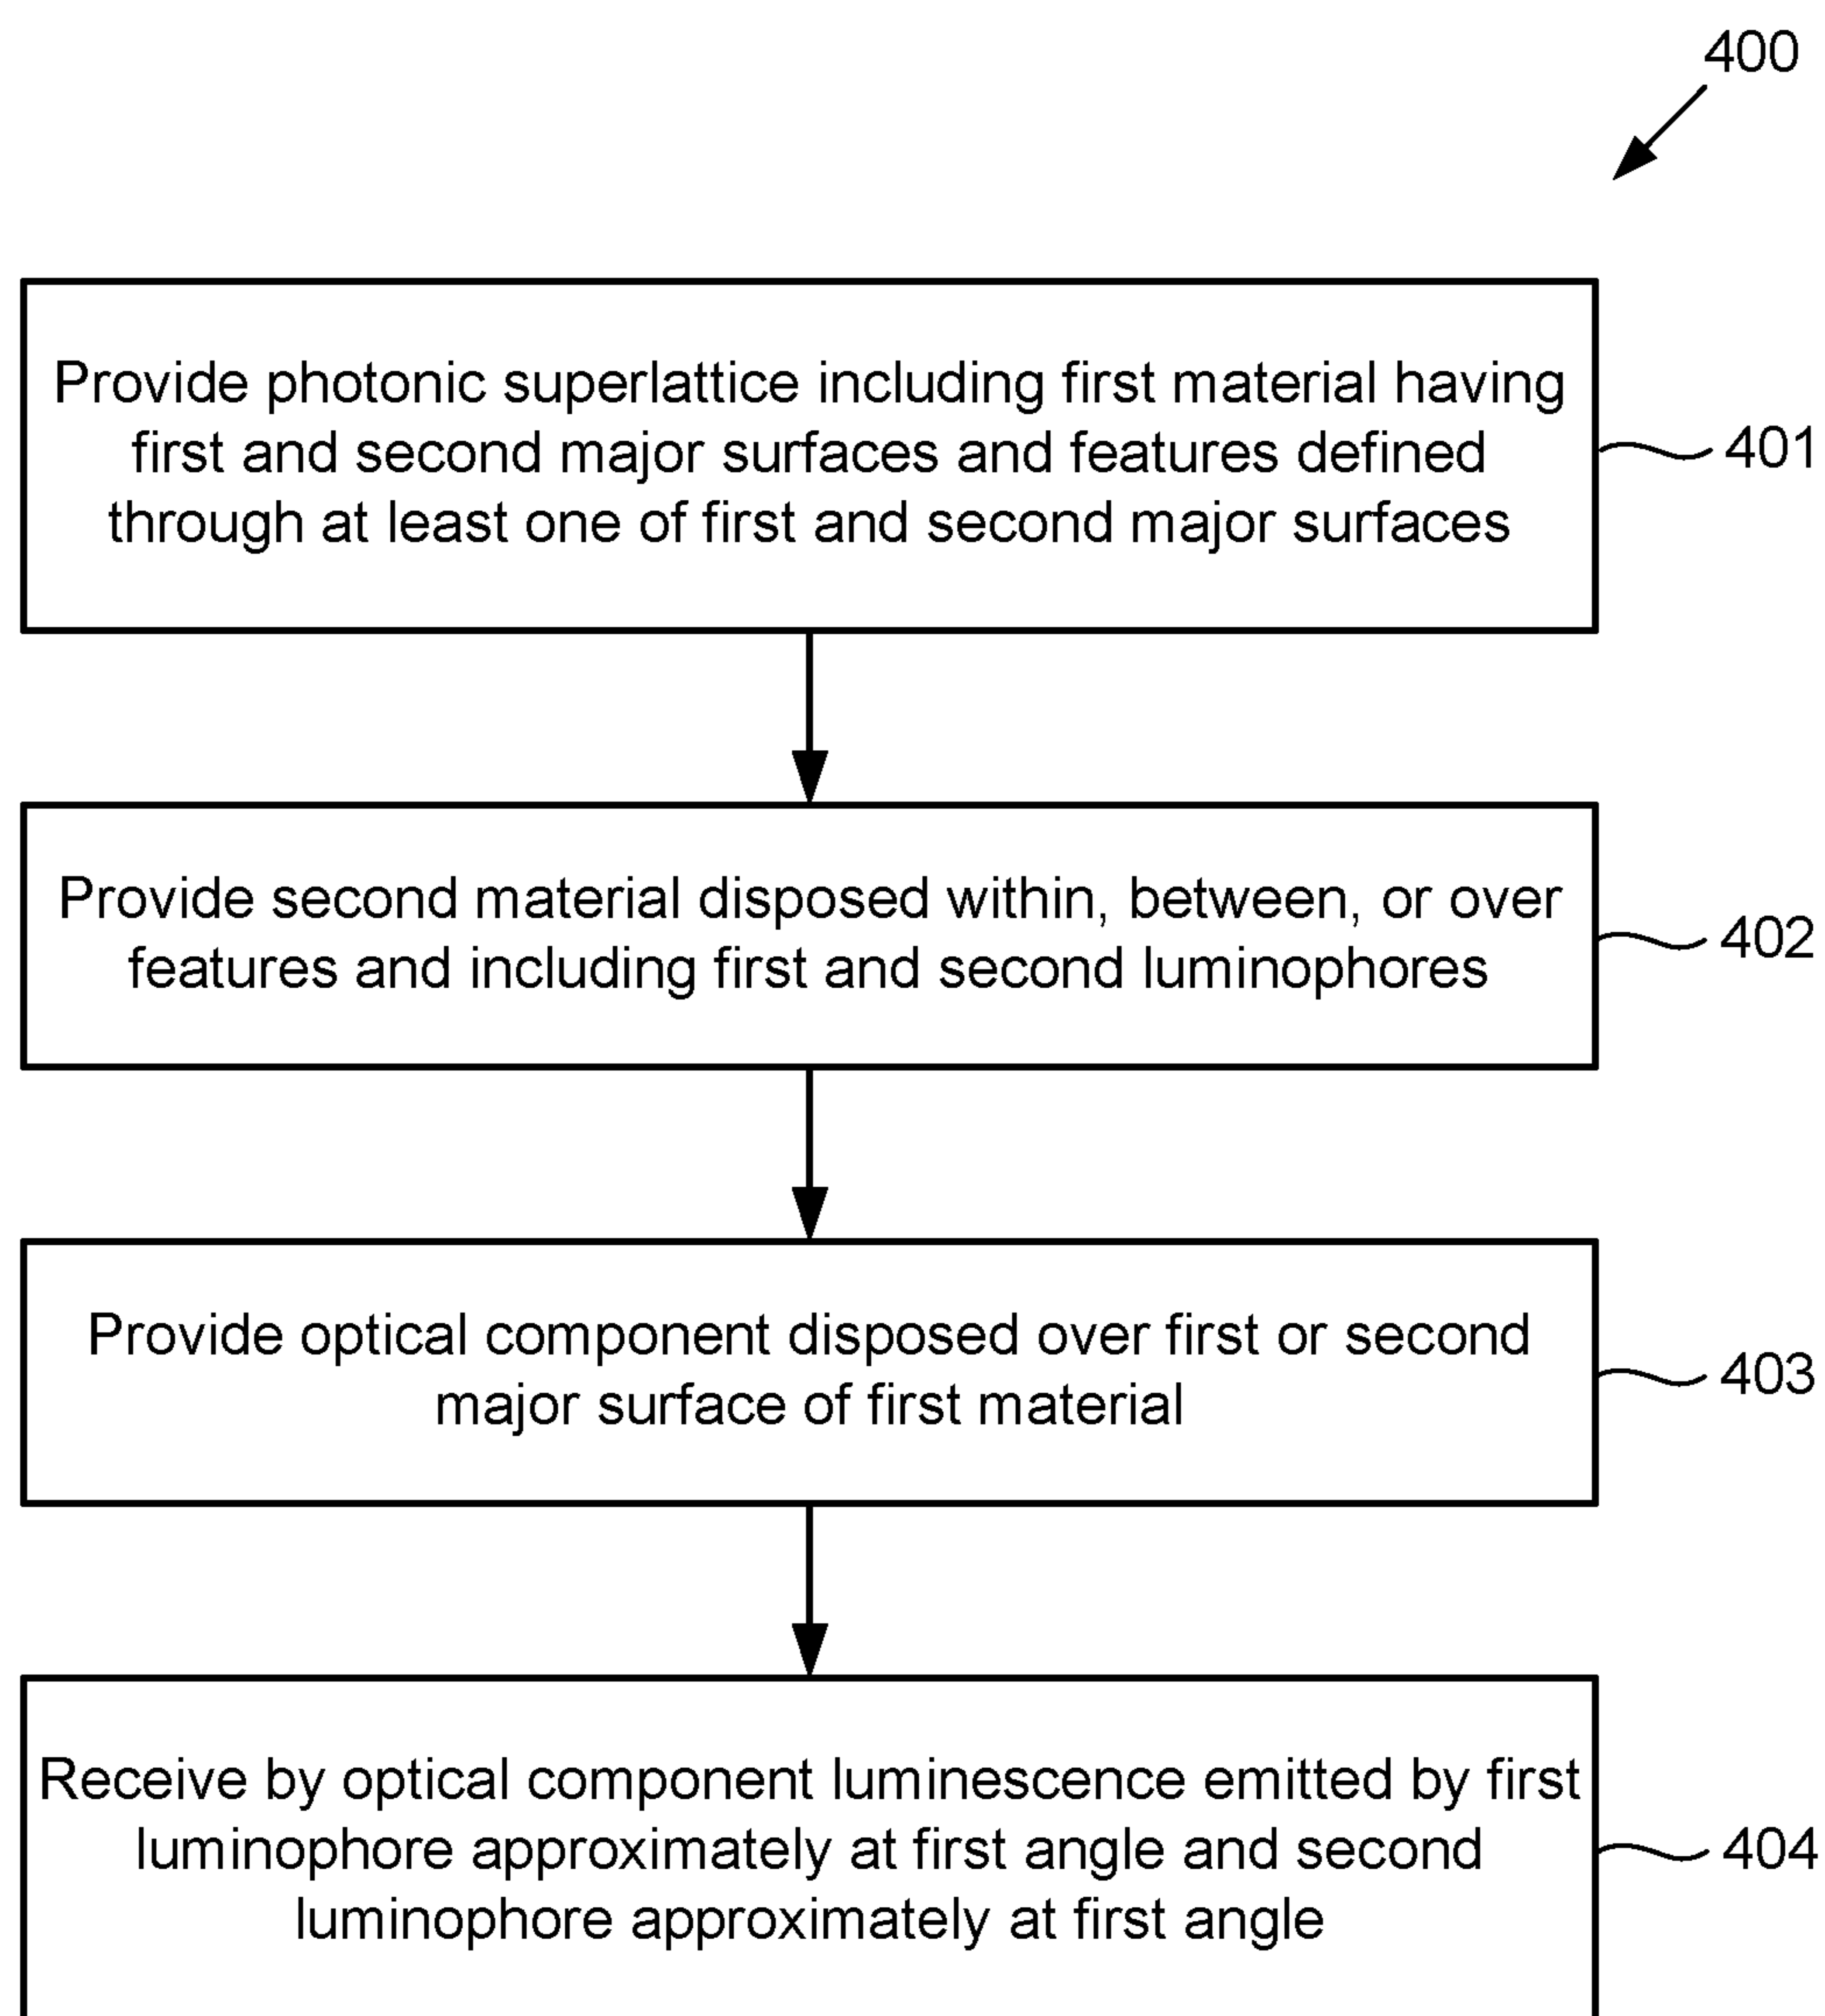 400
Provide photonic superlattice including first material having
first and second major surfaces and features defined
through at least one of first and second major surfaces
401
Provide second material disposed within, between, or over
features and including first and second luminophores
402
Provide optical component disposed over first or second
major surface of first material
403
Receive by optical component luminescence emitted by first
luminophore approximately at first angle and second
luminophore approximately at first angle
404